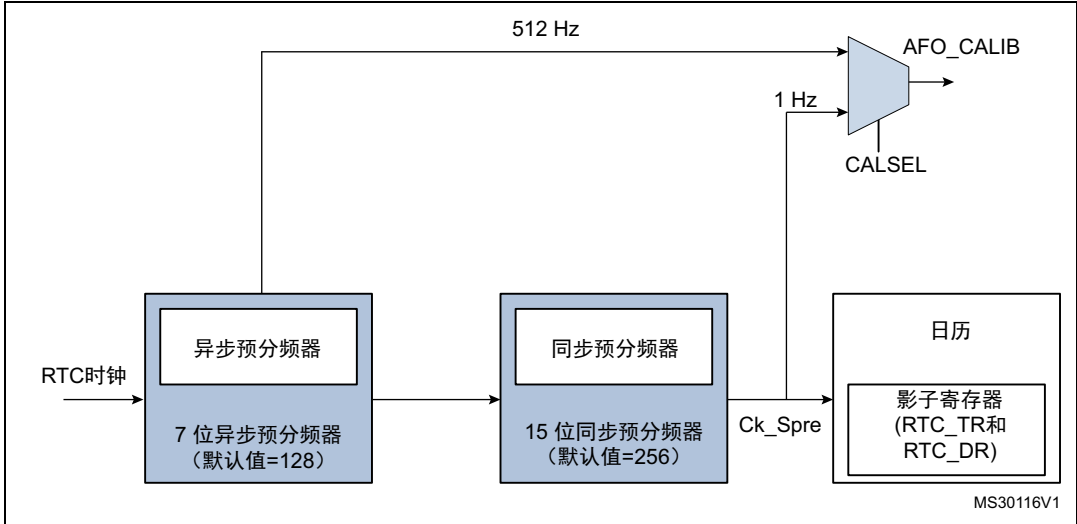 512 Hz
AFO_CALIB
1 Hz
CALSEL
RTC时钟
异步预分频器
7 位异步预分频器
（默认值=128）
同步预分频器
15 位同步预分频器
（默认值=256）
Ck_Spre
日历
影子寄存器
(RTC_TR和
RTC_DR)
MS30116V1